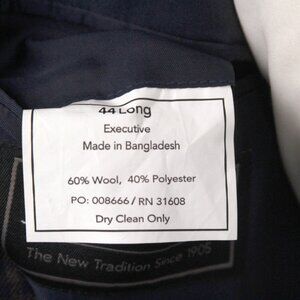 44 Long
Executive
Made in Bangladesh
60% Wool, 40% Polyester
PO: 008666 / RN 31608
Dry Clean Only
The New Tradition Since 1905